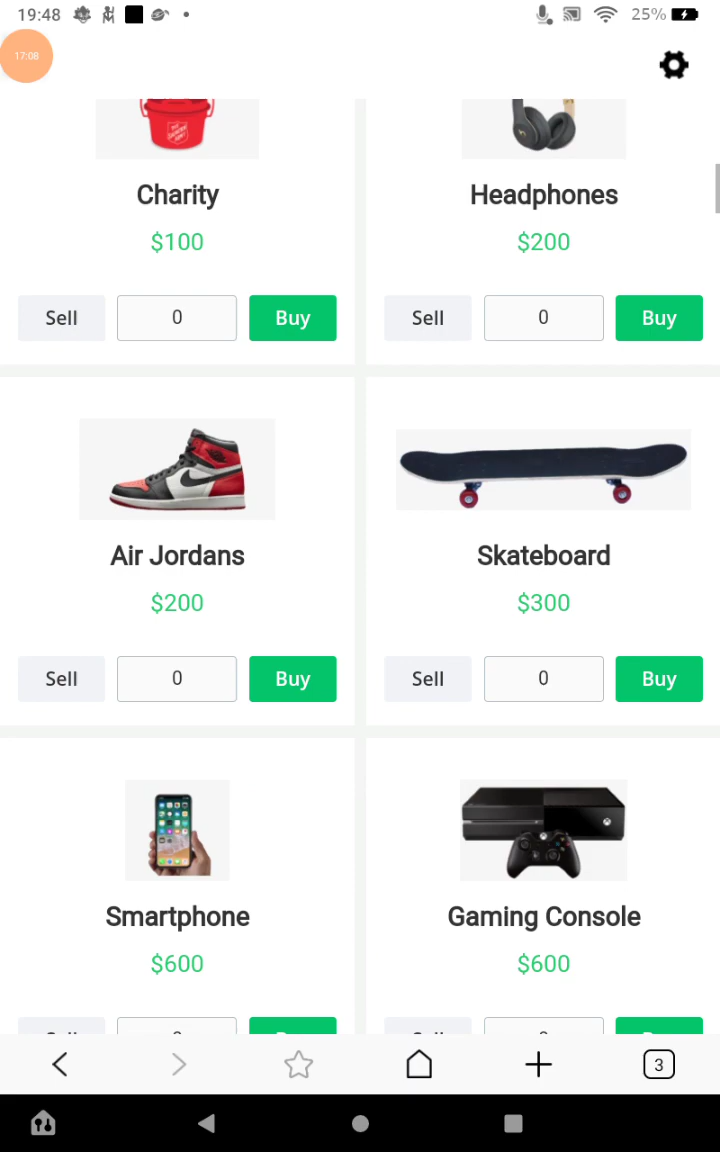 19:48
25%
17:08
Charity
Headphones
$100
$200
Sell 0 Buy
Sell 0 Buy
Air Jordans
Skateboard
$200
$300
Sell 0 Buy
Sell 0 Buy
Smartphone
Gaming Console
$600
$600
3